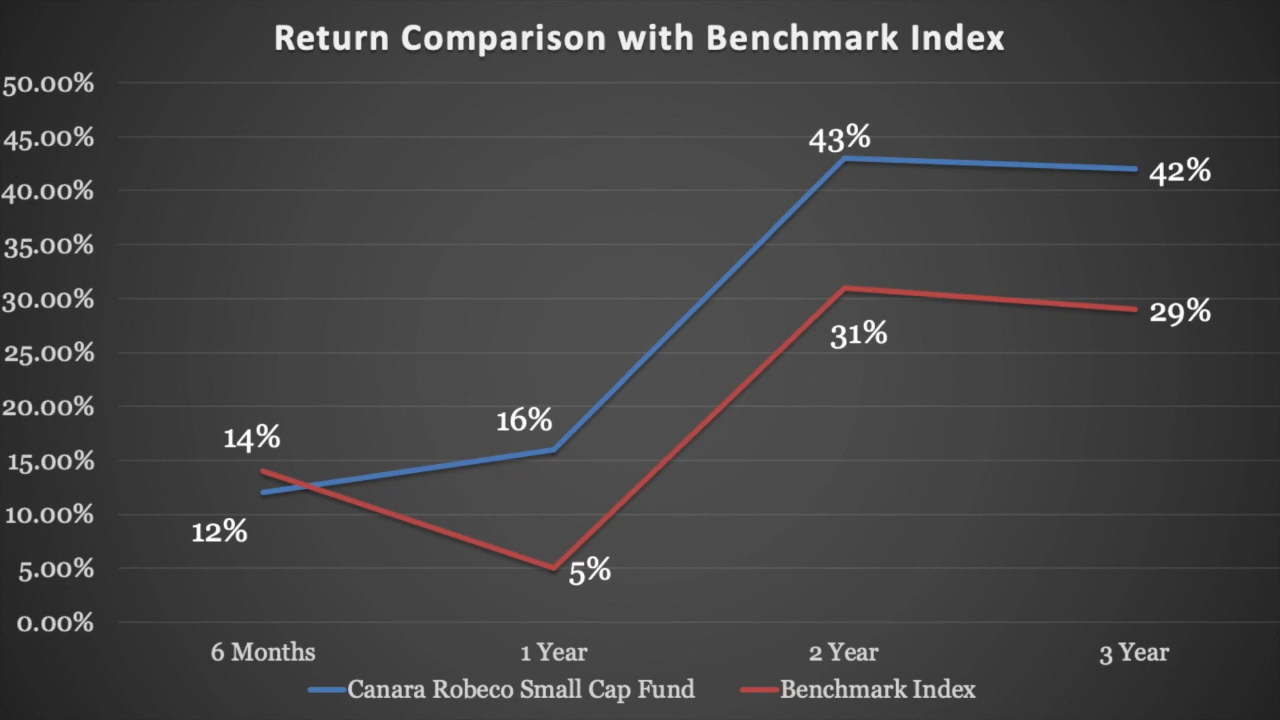 Return Comparison with Benchmark Index
50.00%
45.00%
40.00%
35.00%
30.00%
25.00%
20.00%
15.00%
10.00%
5.00%
0.00%
43%
42%
31%
29%
16%
14%
12%
5%
6 Months
1 Year
2 Year
3 Year
Canara Robeco Small Cap Fund
Benchmark Index